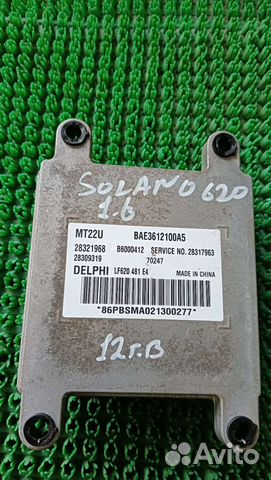 SOLANO 620
1.6
MT22U BAE3612100A5
28321968 B6000412 SERVICE NO. 28317963
28309319 70247
DELPHI LF620 481 E4 MADE IN CHINA
*86PBSMA021300277*
12г.В
Avito